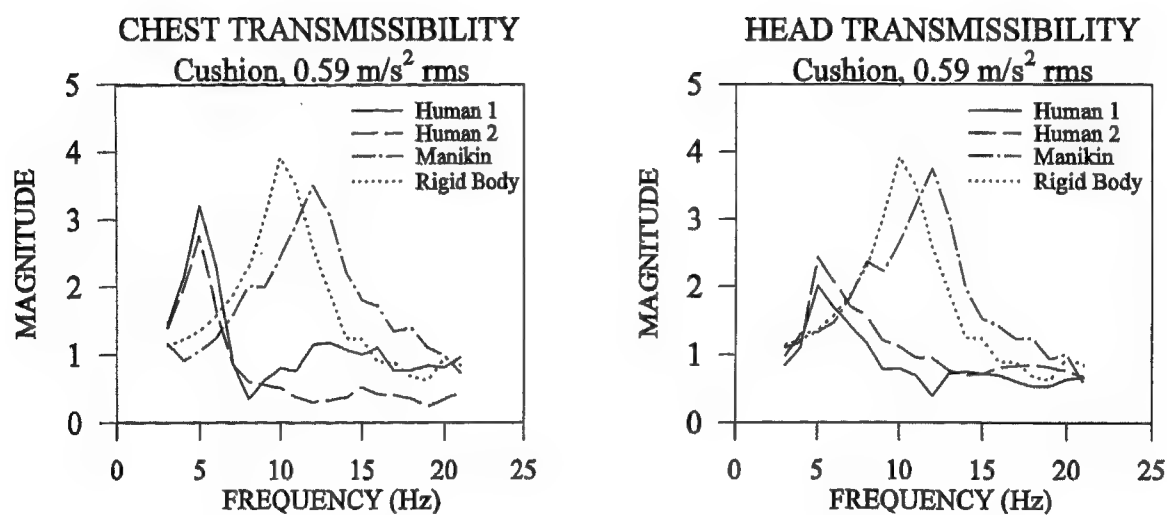 CHEST TRANSMISSIBILITY
Cushion, 0.59 m/s² rms
5
4
3
2
1
0
MAGNITUDE
Human 1
Human 2
Manikin
Rigid Body
0 5 10 15 20 25
FREQUENCY (Hz)
HEAD TRANSMISSIBILITY
Cushion, 0.59 m/s² rms
5
4
3
2
1
0
MAGNITUDE
Human 1
Human 2
Manikin
Rigid Body
0 5 10 15 20 25
FREQUENCY (Hz)